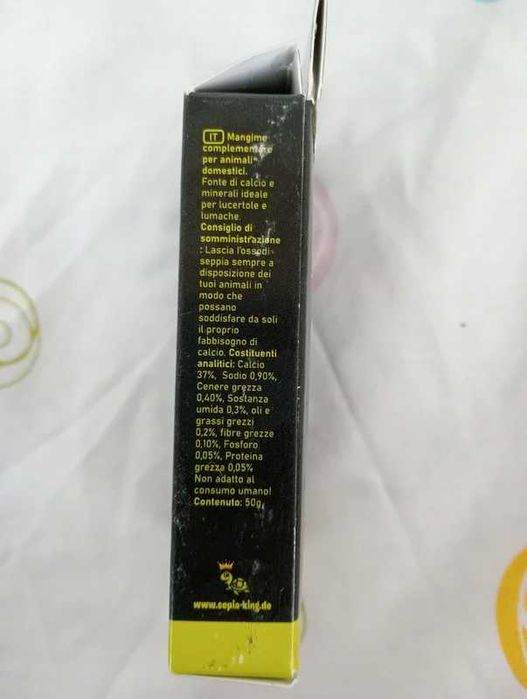 IT Mangime
complementare
per animali
domestici.
Fonte di calcio e
minerali ideale
per lucertole e
lumache.
Consiglio di
somministrazione
: Lascia l'osso di
seppia sempre a
disposizione dei
tuoi animali in
modo che
possano
soddisfare da soli
il proprio
fabbisogno di
calcio. Costituenti
analitici: Calcio
37%, Sodio 0,90%,
Cenere grezza
0,40%, Sostanza
umida 0,3%, oli e
grassi grezzi
0,2%, fibre grezze
0,10%, Fosforo
0,05%, Proteina
grezza 0,05%
Non adatto al
consumo umano!
Contenuto: 50g
www.sepia-king.de